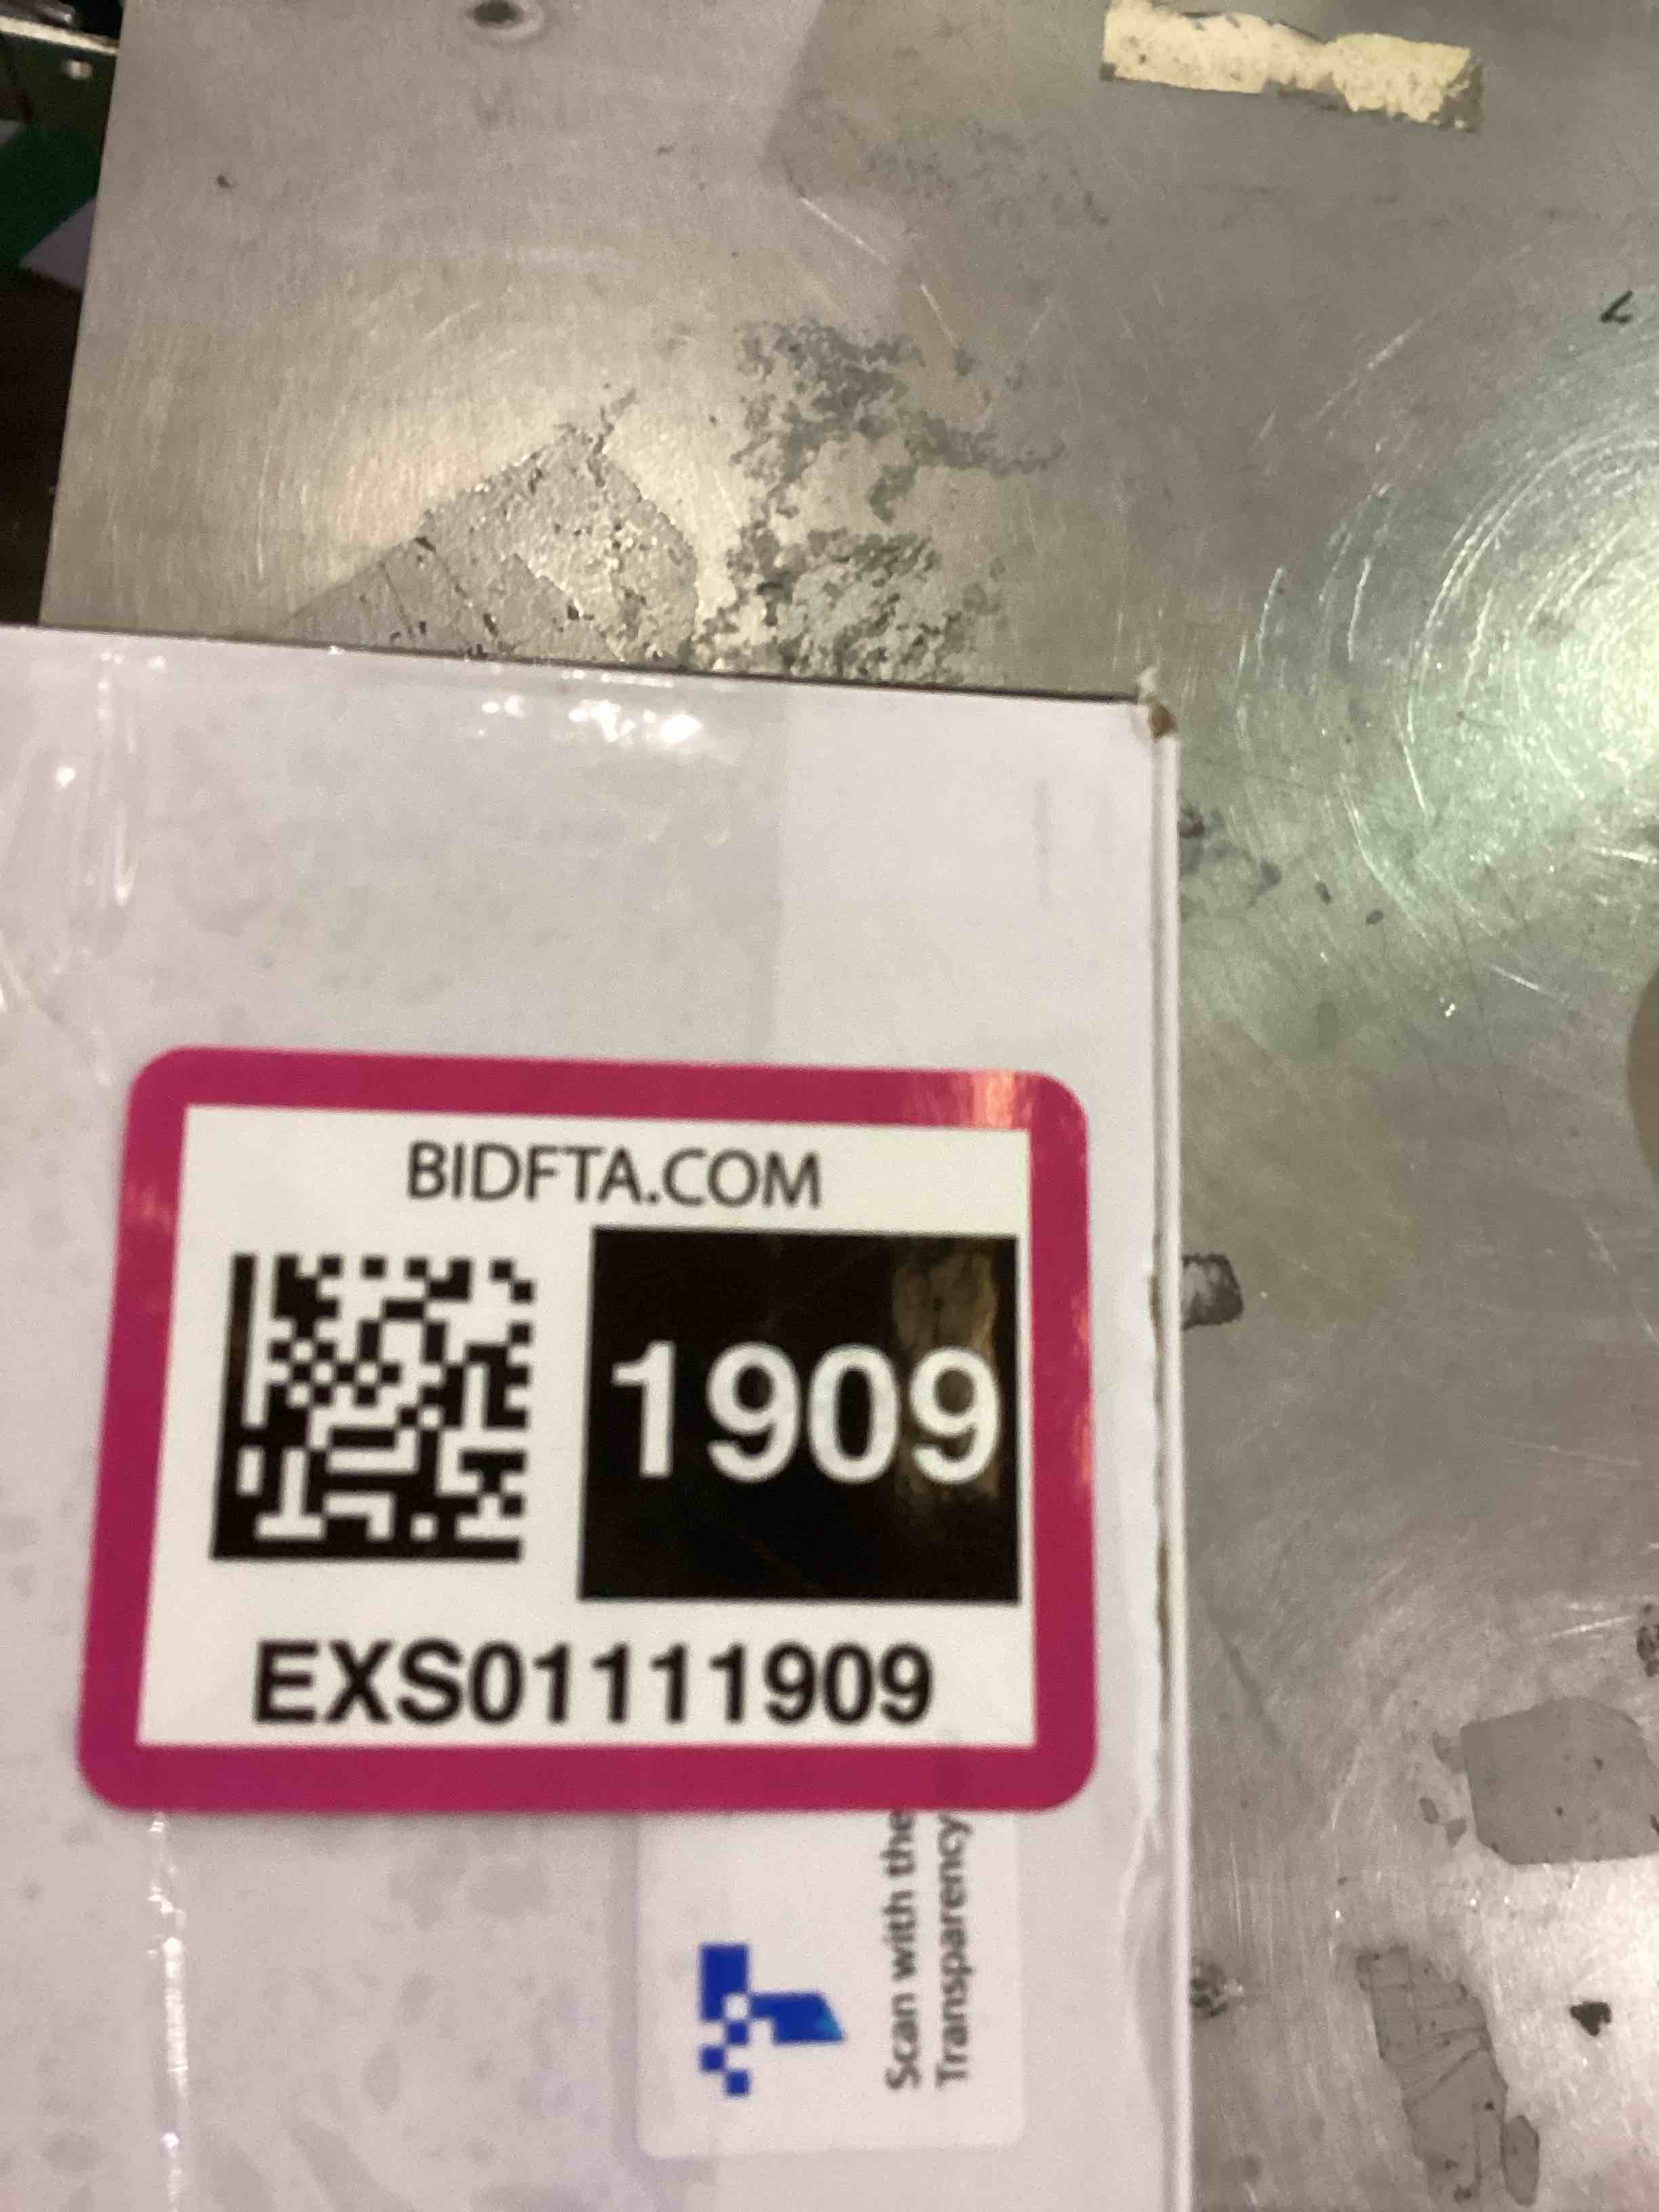 BIDFTA.COM
1909
EXS01111909
Scan with the
Transparency